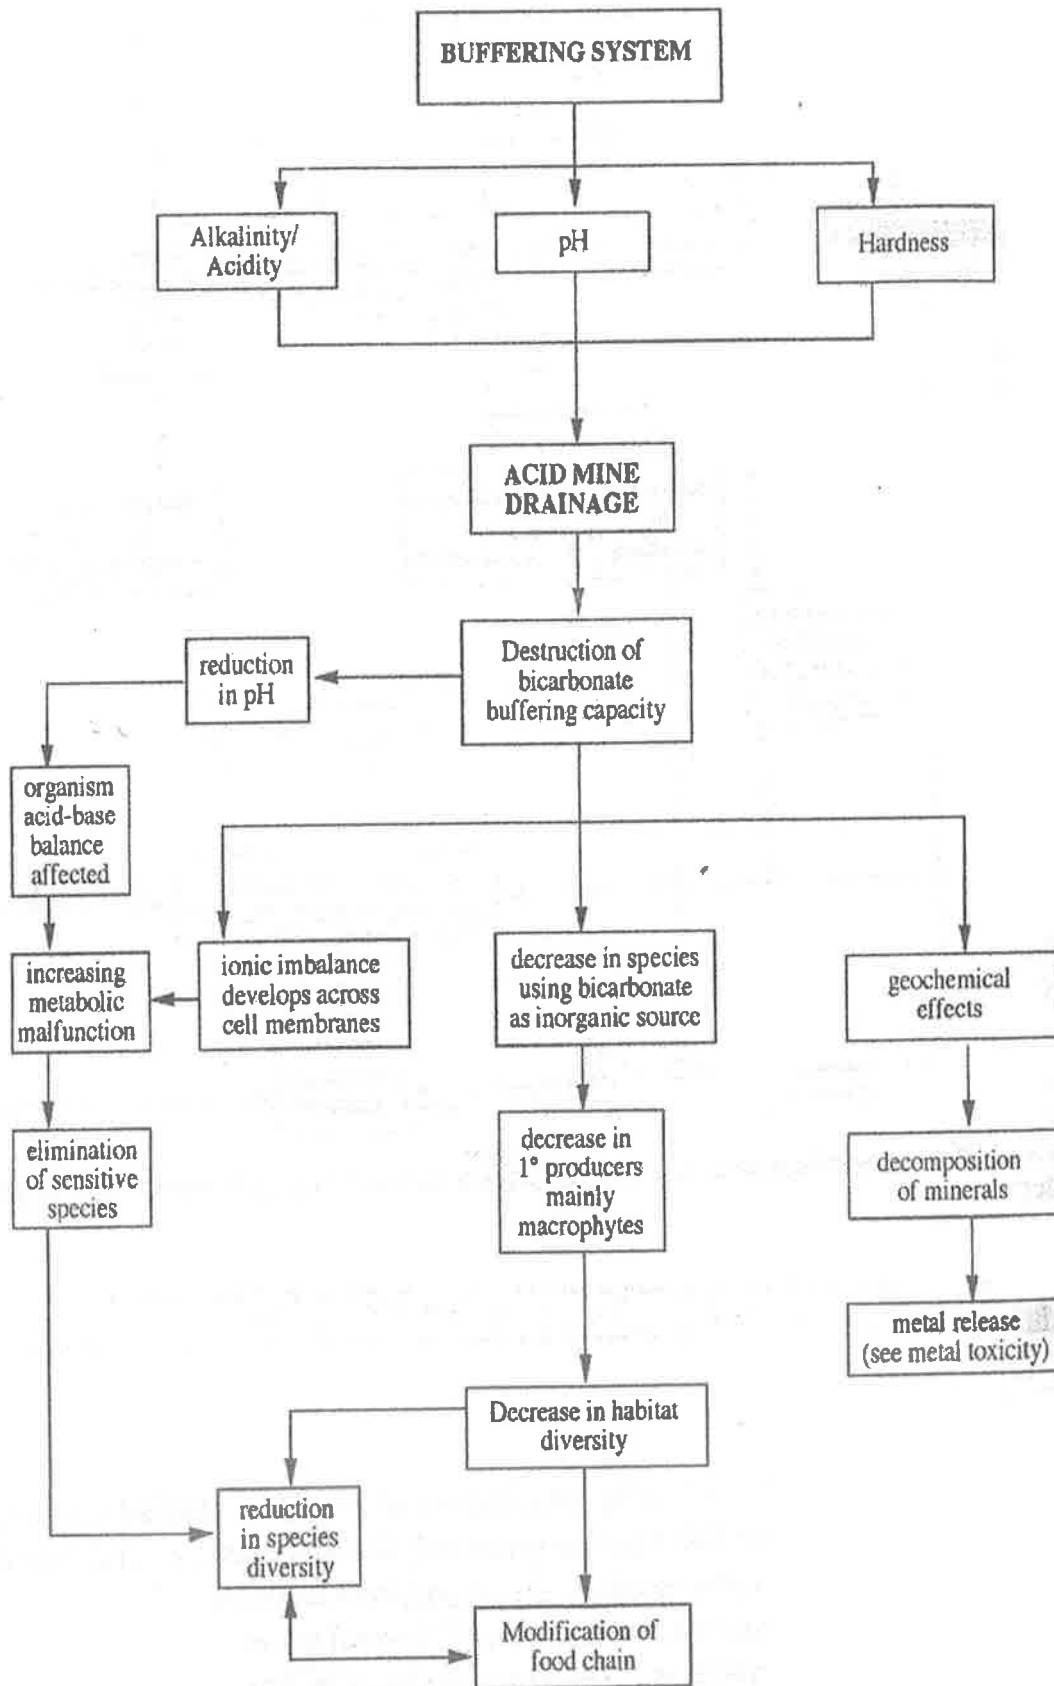 BUFFERING SYSTEM
Alkalinity/
Acidity
pH
Hardness
ACID MINE
DRAINAGE
Destruction of
bicarbonate
buffering capacity
reduction
in pH
organism
acid-base
balance
affected
increasing
metabolic
malfunction
ionic imbalance
develops across
cell membranes
decrease in species
using bicarbonate
as inorganic source
geochemical
effects
elimination
of sensitive
species
decrease in
1° producers
mainly
macrophytes
decomposition
of minerals
metal release
(see metal toxicity)
Decrease in habitat
diversity
reduction
in species
diversity
Modification of
food chain